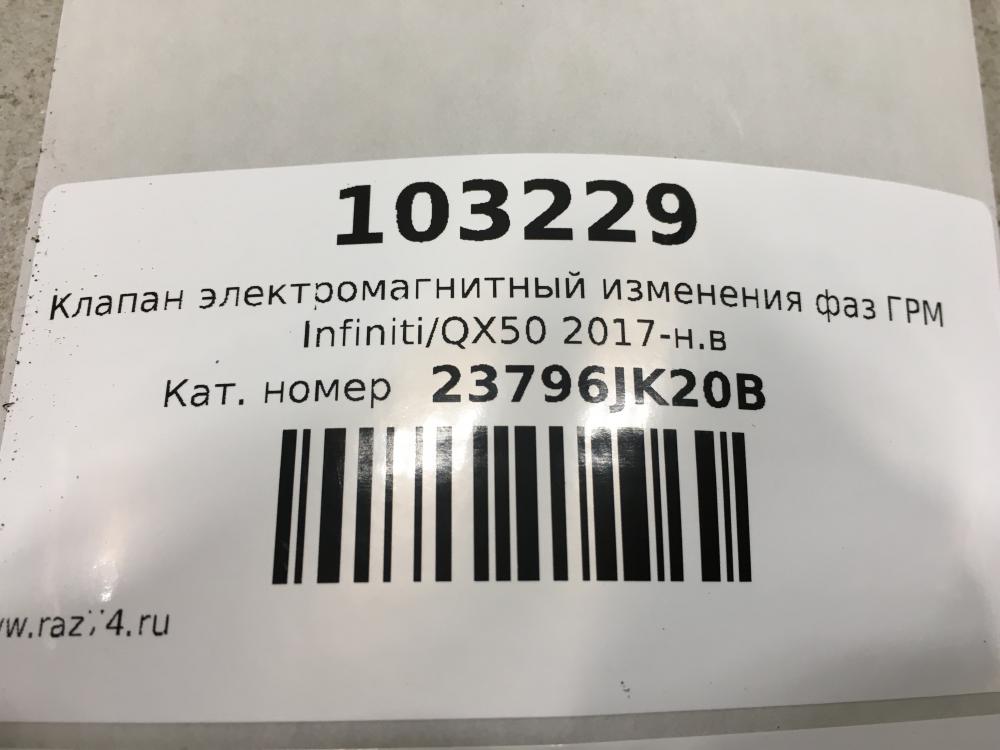 103229
Клапан электромагнитный изменения фаз ГРМ
Infiniti/QX50 2017-н.в
Кат. номер 23796JK20B